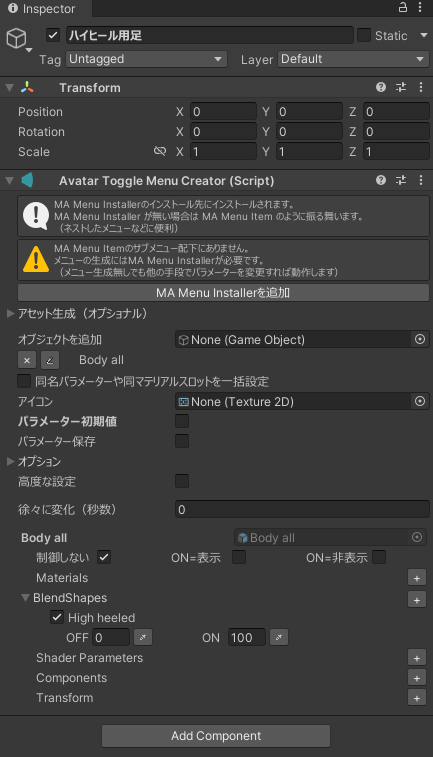 Inspector
ハイヒール用足
Static
Tag Untagged Layer Default
Transform
Position X 0 Y 0 Z 0
Rotation X 0 Y 0 Z 0
Scale X 1 Y 1 Z 1
Avatar Toggle Menu Creator (Script)
MA Menu Installerのインストール先にインストールされます。
MA Menu Installer が無い場合は MA Menu Item のように振る舞います。
（ネストしたメニューなどに便利）
MA Menu Itemのサブメニュー配下にありません。
メニューの生成にはMA Menu Installerが必要です。
（メニュー生成無しでも他の手段でパラメーターを変更すれば動作します）
MA Menu Installerを追加
アセット生成（オプショナル）
オブジェクトを追加 None (Game Object)
× Body all
同名パラメーターや同マテリアルスロットを一括設定
アイコン None (Texture 2D)
パラメーター初期値
パラメーター保存
オプション
高度な設定
徐々に変化（秒数） 0
Body all Body all
制御しない ON=表示 ON=非表示
Materials +
BlendShapes +
High heeled
OFF 0 ON 100
Shader Parameters +
Components +
Transform +
Add Component